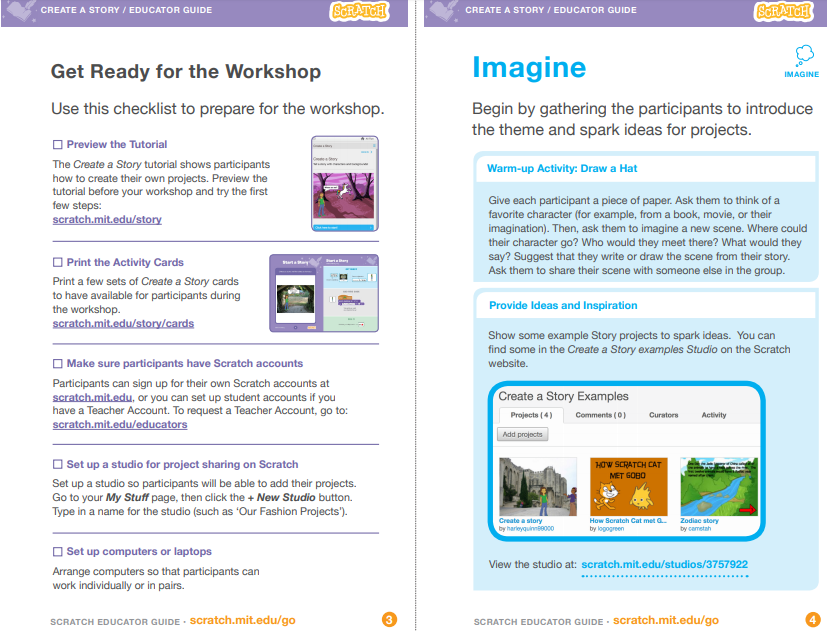 CREATE A STORY / EDUCATOR GUIDE
SCRATCH
Get Ready for the Workshop
Use this checklist to prepare for the workshop.
Preview the Tutorial
The Create a Story tutorial shows participants
how to create their own projects. Preview the
tutorial before your workshop and try the first
few steps:
scratch.mit.edu/story
Create a Story
Print the Activity Cards
Print a few sets of Create a Story cards
to have available for participants during
the workshop.
scratch.mit.edu/story/cards
Start a Story
Start a Story
Make sure participants have Scratch accounts
Participants can sign up for their own Scratch accounts at
scratch.mit.edu, or you can set up student accounts if you
have a Teacher Account. To request a Teacher Account, go to:
scratch.mit.edu/educators
Set up a studio for project sharing on Scratch
Set up a studio so participants will be able to add their projects.
Go to your My Stuff page, then click the + New Studio button.
Type in a name for the studio (such as ‘Our Fashion Projects’).
Set up computers or laptops
Arrange computers so that participants can
work individually or in pairs.
SCRATCH EDUCATOR GUIDE • scratch.mit.edu/go
3
CREATE A STORY / EDUCATOR GUIDE
SCRATCH
Imagine
IMAGINE
Begin by gathering the participants to introduce
the theme and spark ideas for projects.
Warm-up Activity: Draw a Hat
Give each participant a piece of paper. Ask them to think of a
favorite character (for example, from a book, movie, or their
imagination). Then, ask them to imagine a new scene. Where could
their character go? Who would they meet there? What would they
say? Suggest that they write or draw the scene from their story.
Ask them to share their scene with someone else in the group.
Provide Ideas and Inspiration
Show some example Story projects to spark ideas.  You can
find some in the Create a Story examples Studio on the Scratch
website.
Create a Story Examples
Projects ( 4 )
Comments ( 0 )
Curators
Activity
Add projects
HOW SCRATCH CAT
MET GOBO
Create a story
by harleyquinn99000
How Scratch Cat met G...
by logogreen
Zodiac story
by camstah
View the studio at: scratch.mit.edu/studios/3757922
SCRATCH EDUCATOR GUIDE • scratch.mit.edu/go
4